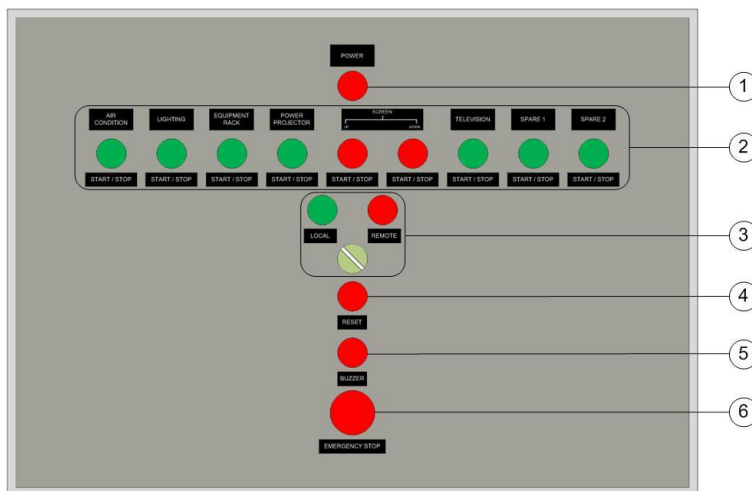 POWER
1
AIR
CONDITION
LIGHTING
EQUIPMENT
RACK
POWER
PROJECTOR
SCREEN
UP
DOWN
TELEVISION
SPARE 1
SPARE 2
2
START / STOP
START / STOP
START / STOP
START / STOP
START / STOP
START / STOP
START / STOP
START / STOP
START / STOP
LOCAL
REMOTE
3
4
RESET
5
BUZZER
6
EMERGENCY STOP